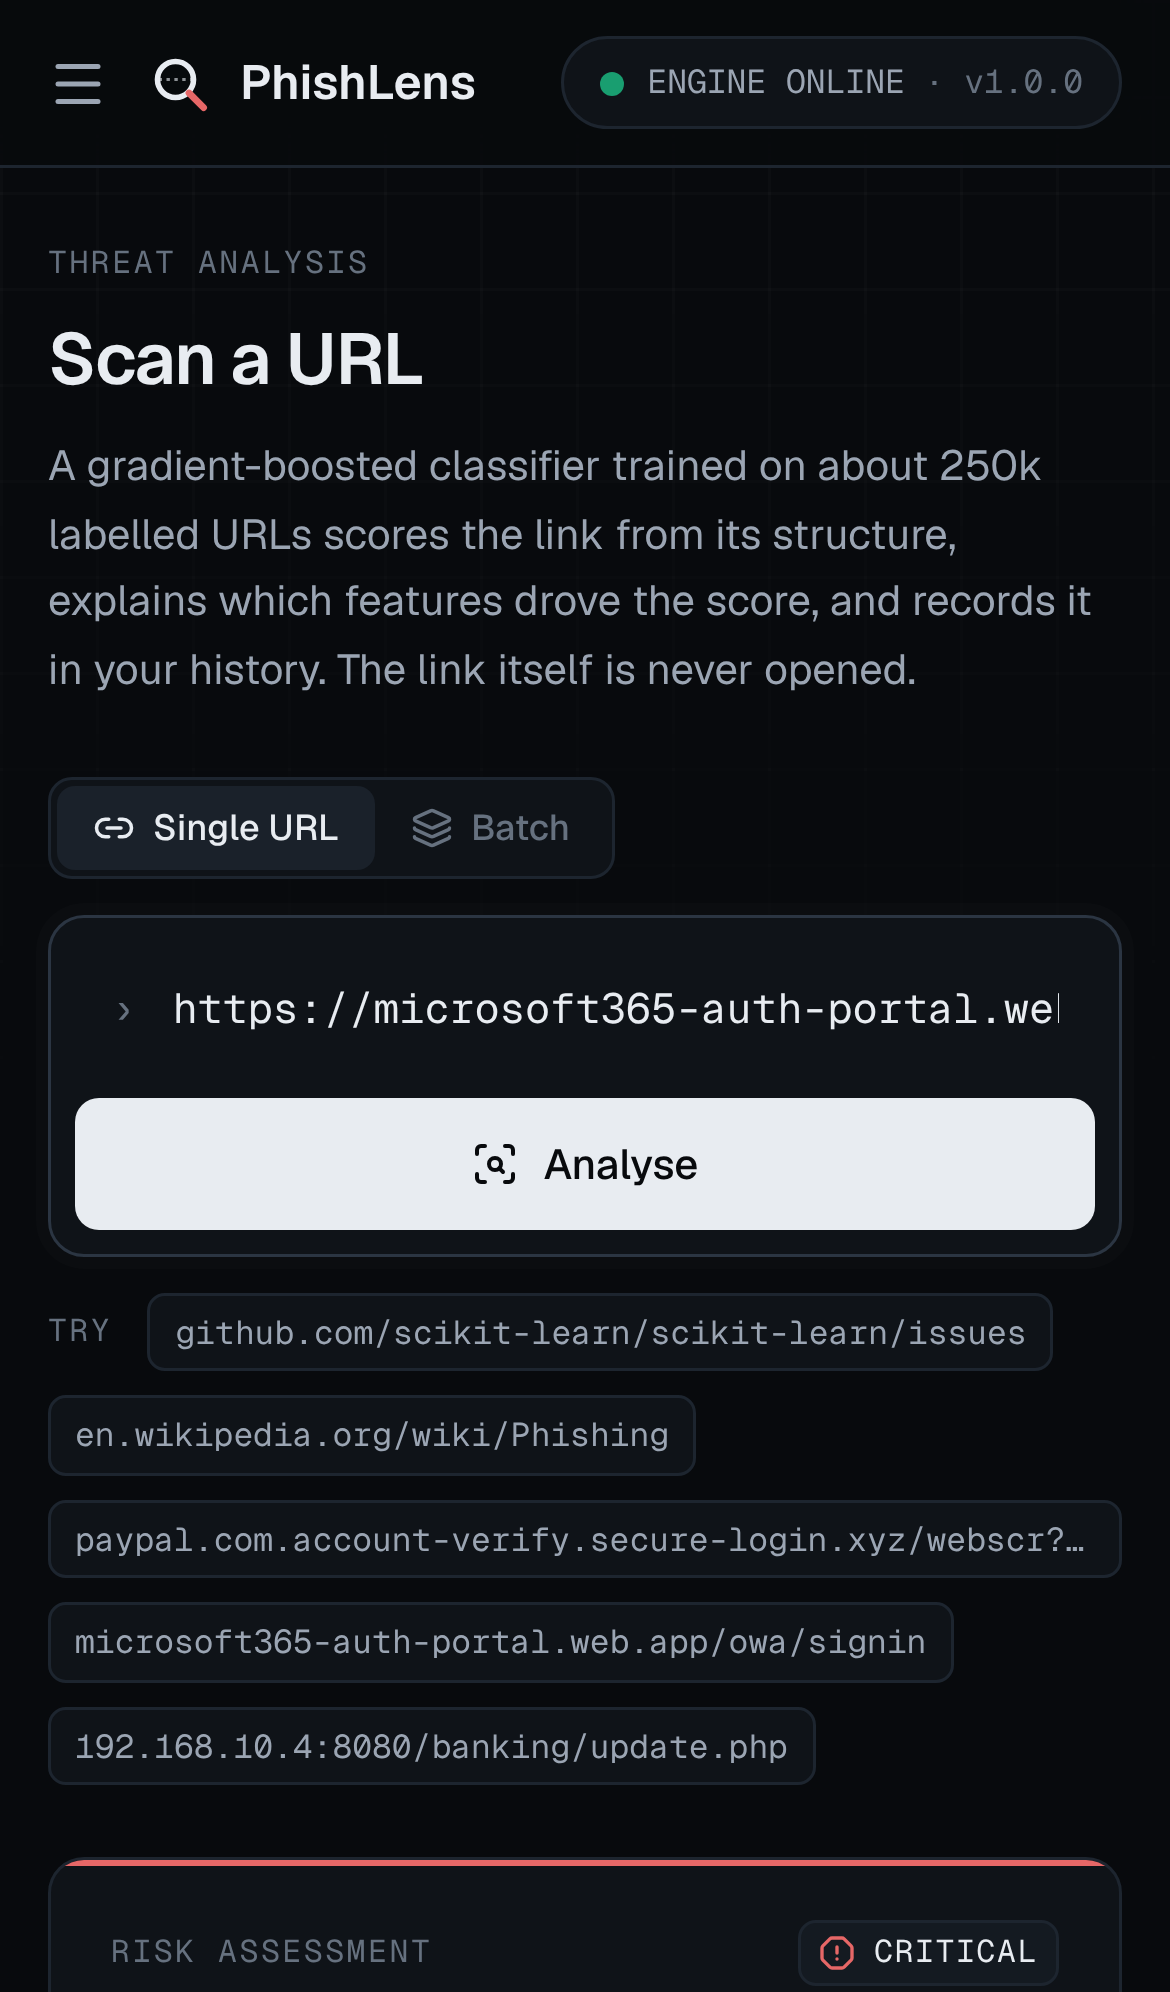 PhishLens
ENGINE ONLINE · v1.0.0
THREAT ANALYSIS
Scan a URL
A gradient-boosted classifier trained on about 250k
labelled URLs scores the link from its structure,
explains which features drove the score, and records it
in your history. The link itself is never opened.
Single URL
Batch
› https://microsoft365-auth-portal.we
Analyse
TRY
github.com/scikit-learn/scikit-learn/issues
en.wikipedia.org/wiki/Phishing
paypal.com.account-verify.secure-login.xyz/webscr?…
microsoft365-auth-portal.web.app/owa/signin
192.168.10.4:8080/banking/update.php
RISK ASSESSMENT
CRITICAL